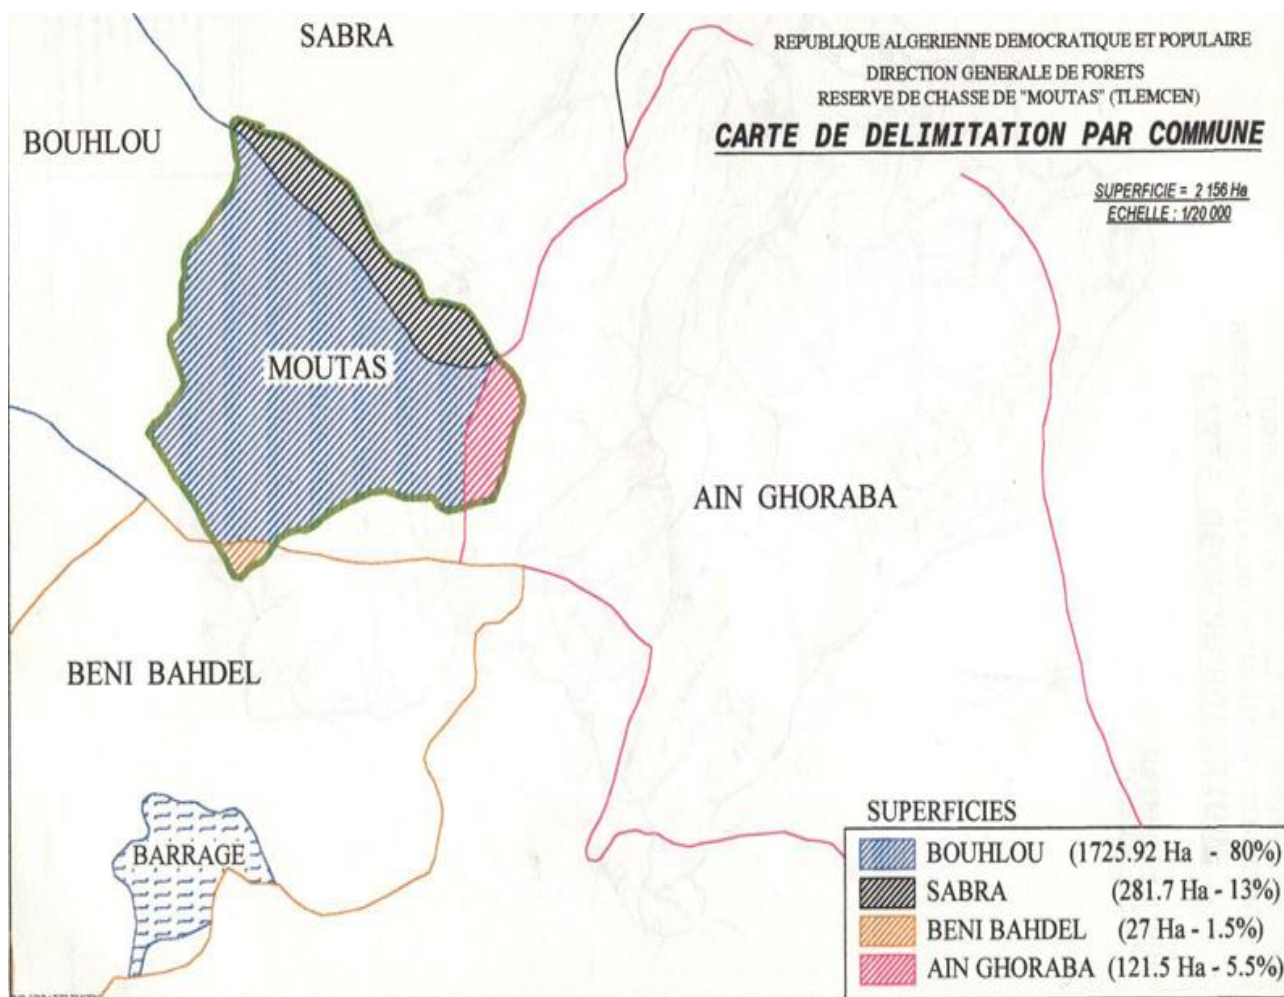 SABRA
REPUBLIQUE ALGERIENNE DEMOCRATIQUE ET POPULAIRE
DIRECTION GENERALE DE FORETS
RESERVE DE CHASSE DE "MOUTAS" (TLEMCEN)
CARTE DE DELIMITATION PAR COMMUNE
BOUHLOU
SUPERFICIE = 2 156 Ha
ECHELLE : 1/20 000
MOUTAS
AIN GHORABA
BENI BAHDEL
BARRAGE
SUPERFICIES
BOUHLOU (1725.92 Ha - 80%)
SABRA (281.7 Ha - 13%)
BENI BAHDEL (27 Ha - 1.5%)
AIN GHORABA (121.5 Ha - 5.5%)